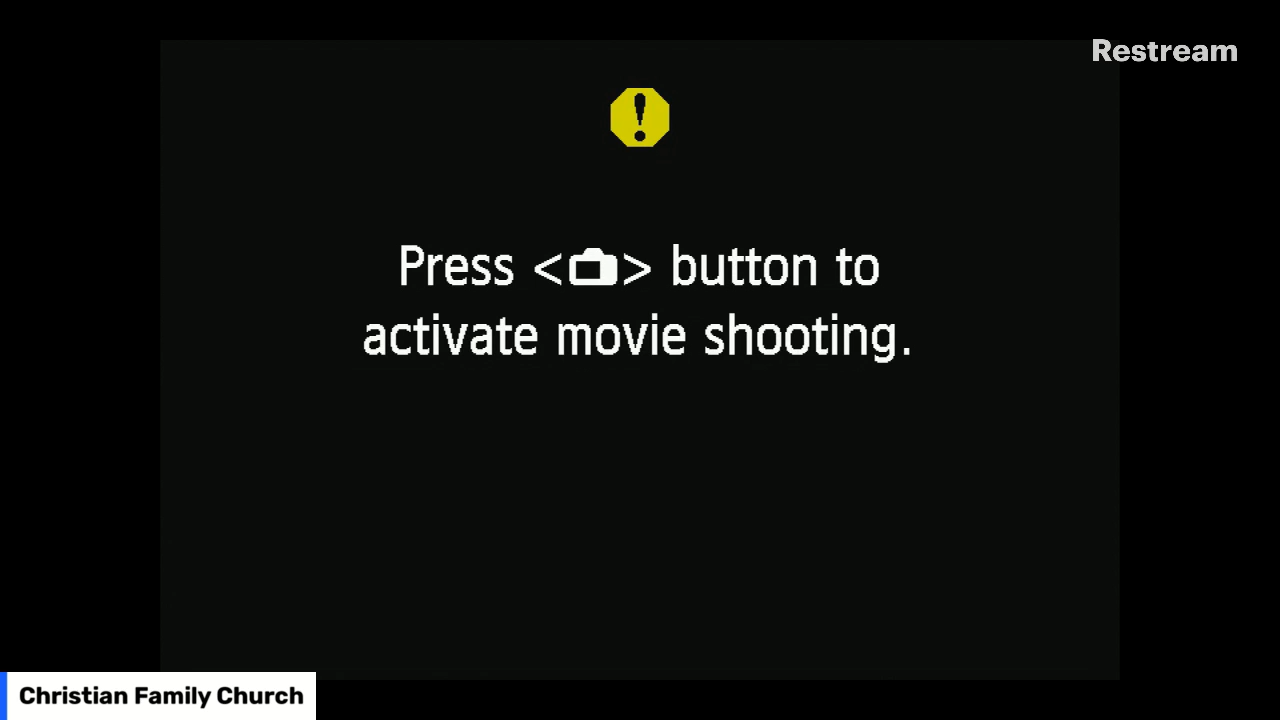 Restream
Press < > button to
activate movie shooting.
Christian Family Church